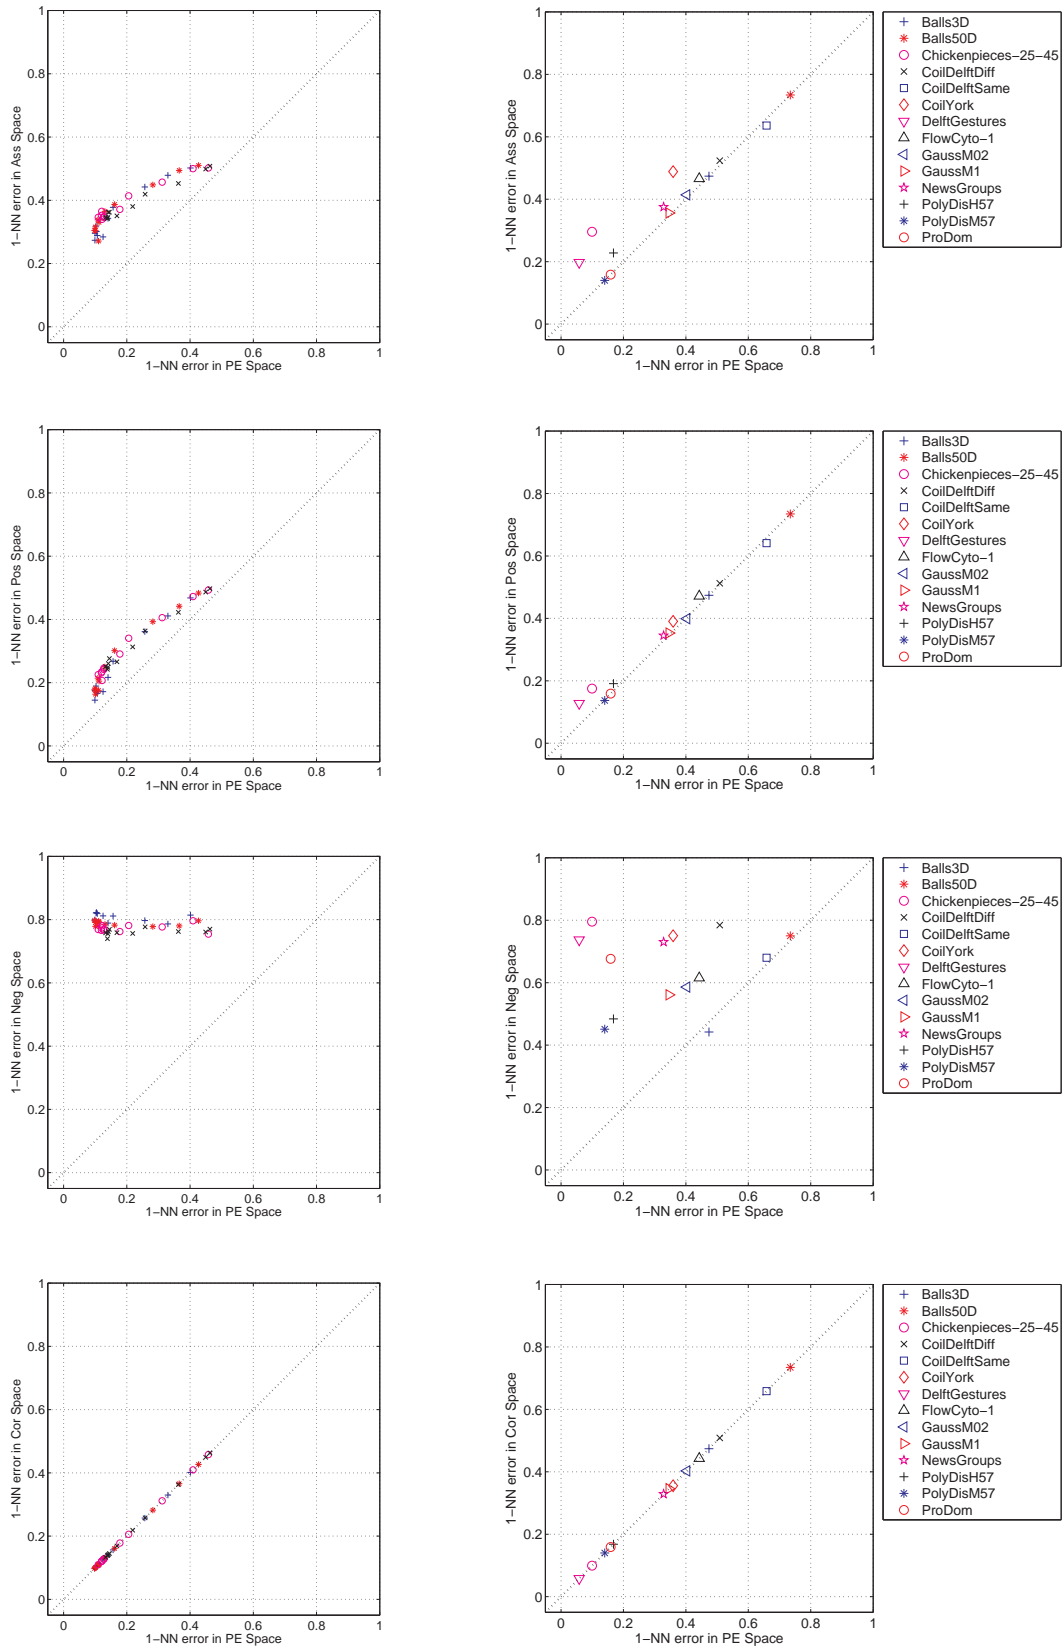 1
0.8
0.6
0.4
0.2
0
0 0.2 0.4 0.6 0.8 1
1−NN error in PE Space
1−NN error in Ass Space
1
0.8
0.6
0.4
0.2
0
0 0.2 0.4 0.6 0.8 1
1−NN error in PE Space
1−NN error in Ass Space
Balls3D
Balls50D
Chickenpieces−25−45
CoilDelftDiff
CoilDelftSame
CoilYork
DelftGestures
FlowCyto−1
GaussM02
GaussM1
NewsGroups
PolyDisH57
PolyDisM57
ProDom
1
0.8
0.6
0.4
0.2
0
0 0.2 0.4 0.6 0.8 1
1−NN error in PE Space
1−NN error in Pos Space
1
0.8
0.6
0.4
0.2
0
0 0.2 0.4 0.6 0.8 1
1−NN error in PE Space
1−NN error in Pos Space
Balls3D
Balls50D
Chickenpieces−25−45
CoilDelftDiff
CoilDelftSame
CoilYork
DelftGestures
FlowCyto−1
GaussM02
GaussM1
NewsGroups
PolyDisH57
PolyDisM57
ProDom
1
0.8
0.6
0.4
0.2
0
0 0.2 0.4 0.6 0.8 1
1−NN error in PE Space
1−NN error in Neg Space
1
0.8
0.6
0.4
0.2
0
0 0.2 0.4 0.6 0.8 1
1−NN error in PE Space
1−NN error in Neg Space
Balls3D
Balls50D
Chickenpieces−25−45
CoilDelftDiff
CoilDelftSame
CoilYork
DelftGestures
FlowCyto−1
GaussM02
GaussM1
NewsGroups
PolyDisH57
PolyDisM57
ProDom
1
0.8
0.6
0.4
0.2
0
0 0.2 0.4 0.6 0.8 1
1−NN error in PE Space
1−NN error in Cor Space
1
0.8
0.6
0.4
0.2
0
0 0.2 0.4 0.6 0.8 1
1−NN error in PE Space
1−NN error in Cor Space
Balls3D
Balls50D
Chickenpieces−25−45
CoilDelftDiff
CoilDelftSame
CoilYork
DelftGestures
FlowCyto−1
GaussM02
GaussM1
NewsGroups
PolyDisH57
PolyDisM57
ProDom